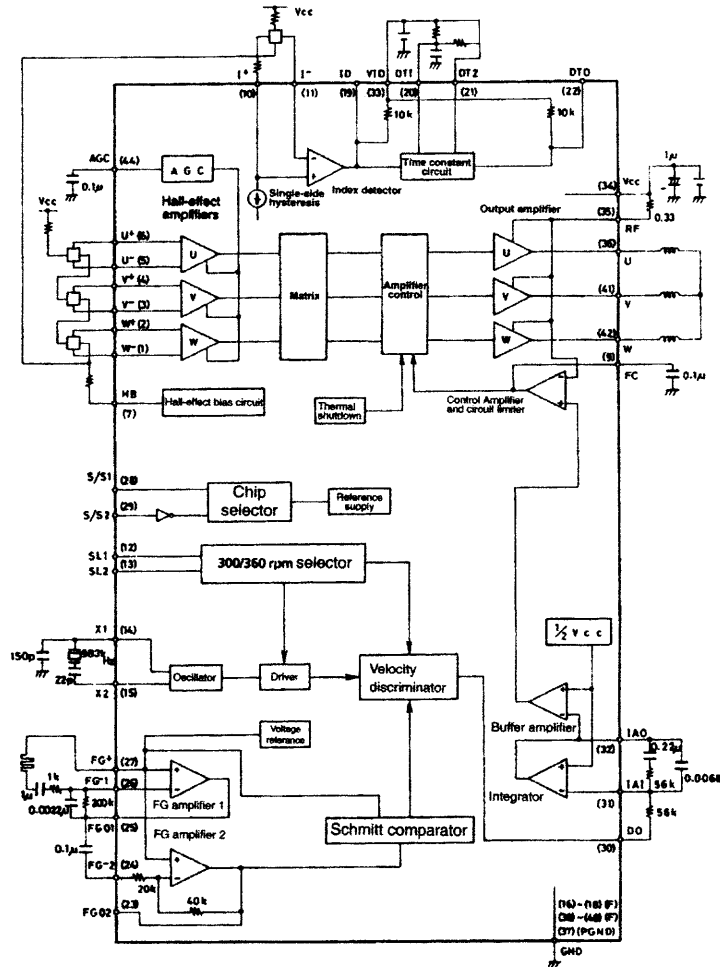 Vcc
I+ I- ID VID DT1 DT2 DTO
(10) (11) (19) (33) (20) (21) (22)
10k 10k
AGC (44)
A G C
0.1μ
Vcc
Hall-effect
amplifiers
Single-side
hysteresis
Index detector
Time constant
circuit
1μ
(34) Vcc
(35) 0.33
RF
Output amplifier
U+ (6)
U- (5)
V+ (4)
V- (3)
W+ (2)
W- (1)
U
V
W
Matrix
Amplifier
control
U
V
W
(36)
U
(41)
V
(42)
W
(9)
FC
0.1μ
HB
(7)
Hall-effect bias circuit
Thermal
shutdown
Control Amplifier
and circuit limiter
S/S1 (28)
S/S2 (29)
Chip
selector
Reference
supply
SL1 (12)
SL2 (13)
300/360 rpm selector
1/2 Vcc
X1 (14)
150p
22p
X2 (15)
Oscillator
Driver
Velocity
discriminator
Buffer amplifier
IAO
(32)
0.22μ
0.0068
Voltage
reference
FG+ (27)
1k FG-1 (26)
1μ
0.0022μ
200k
FG amplifier 1
FGO1 (25)
FG amplifier 2
0.1μ
FG-2 (24)
20k
40k
FGO2 (23)
Schmitt comparator
Integrator
IAI
(31)
56k
56k
DO
(30)
(16)~(18)(F)
(37)(PGND)
GND